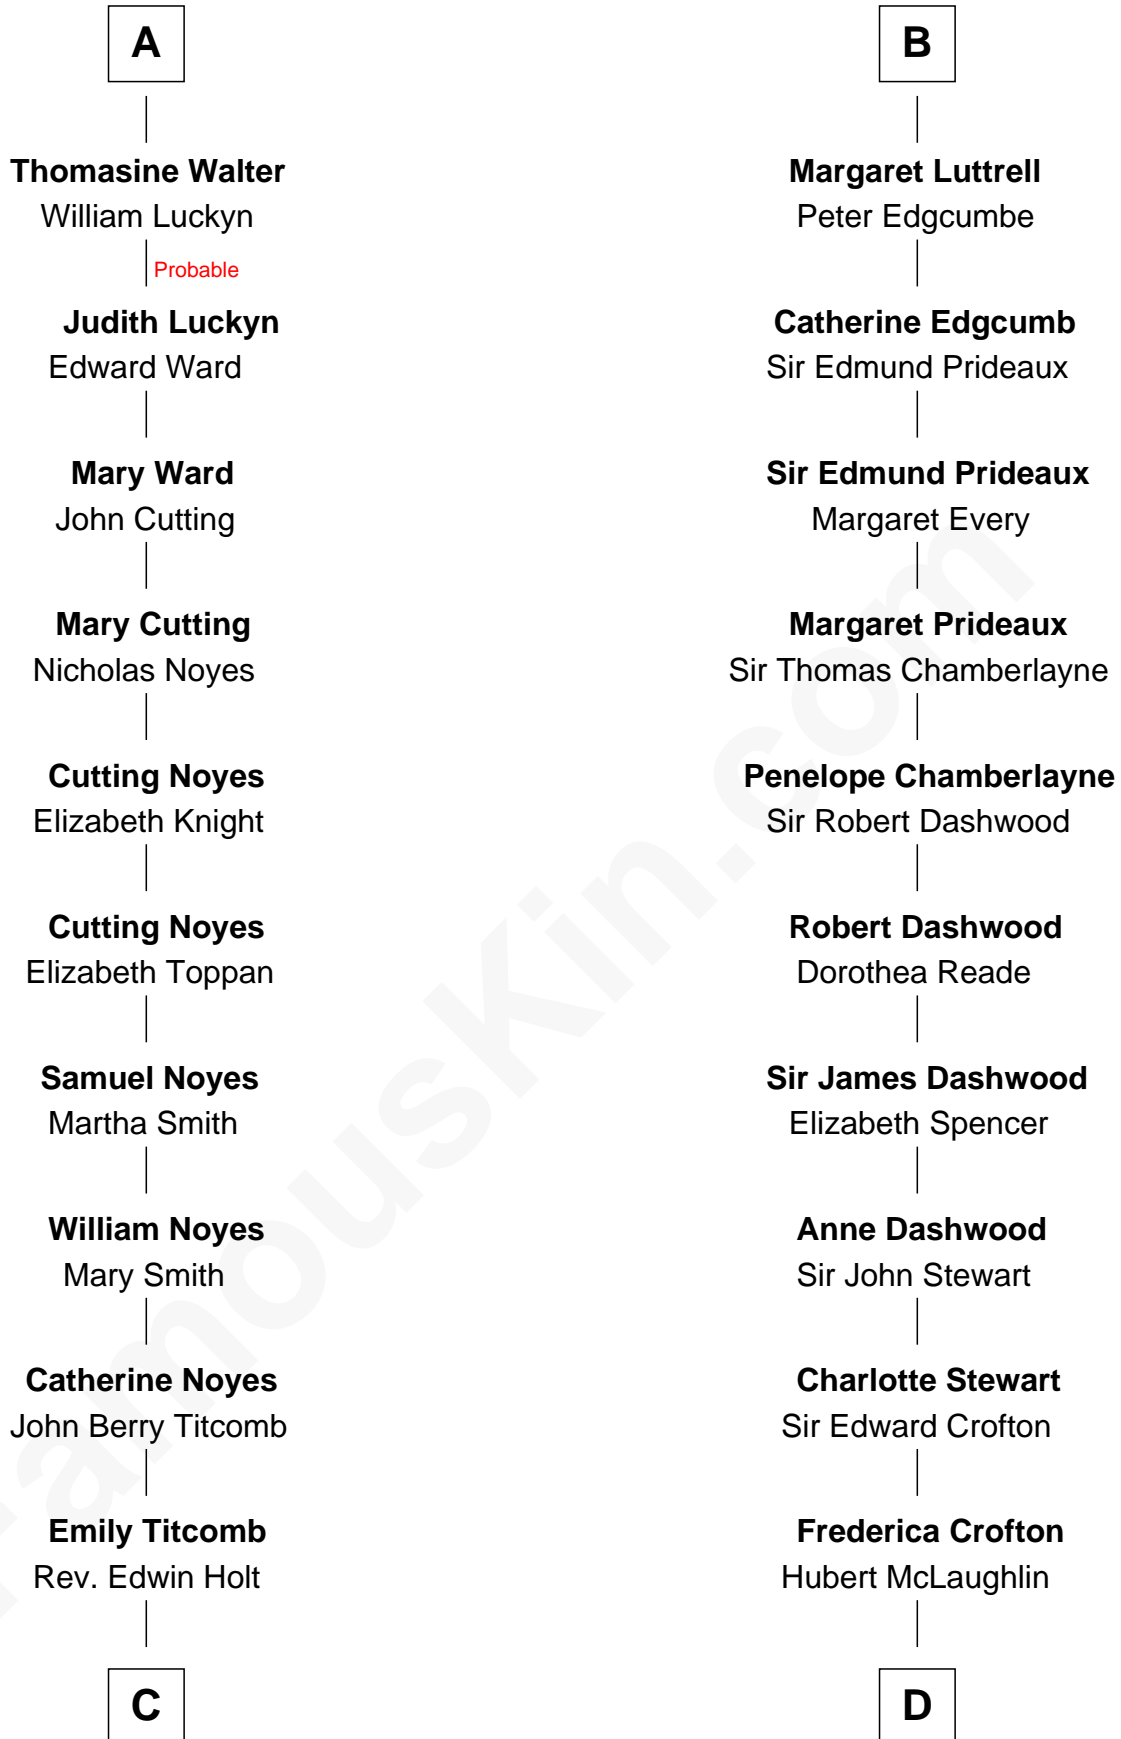 A
Thomasine Walter
William Luckyn
Probable
Judith Luckyn
Edward Ward
Mary Ward
John Cutting
Mary Cutting
Nicholas Noyes
Cutting Noyes
Elizabeth Knight
Cutting Noyes
Elizabeth Toppan
Samuel Noyes
Martha Smith
William Noyes
Mary Smith
Catherine Noyes
John Berry Titcomb
Emily Titcomb
Rev. Edwin Holt
C
B
Margaret Luttrell
Peter Edgcumbe
Catherine Edgcumb
Sir Edmund Prideaux
Sir Edmund Prideaux
Margaret Every
Margaret Prideaux
Sir Thomas Chamberlayne
Penelope Chamberlayne
Sir Robert Dashwood
Robert Dashwood
Dorothea Reade
Sir James Dashwood
Elizabeth Spencer
Anne Dashwood
Sir John Stewart
Charlotte Stewart
Sir Edward Crofton
Frederica Crofton
Hubert McLaughlin
D
FamousKin.com